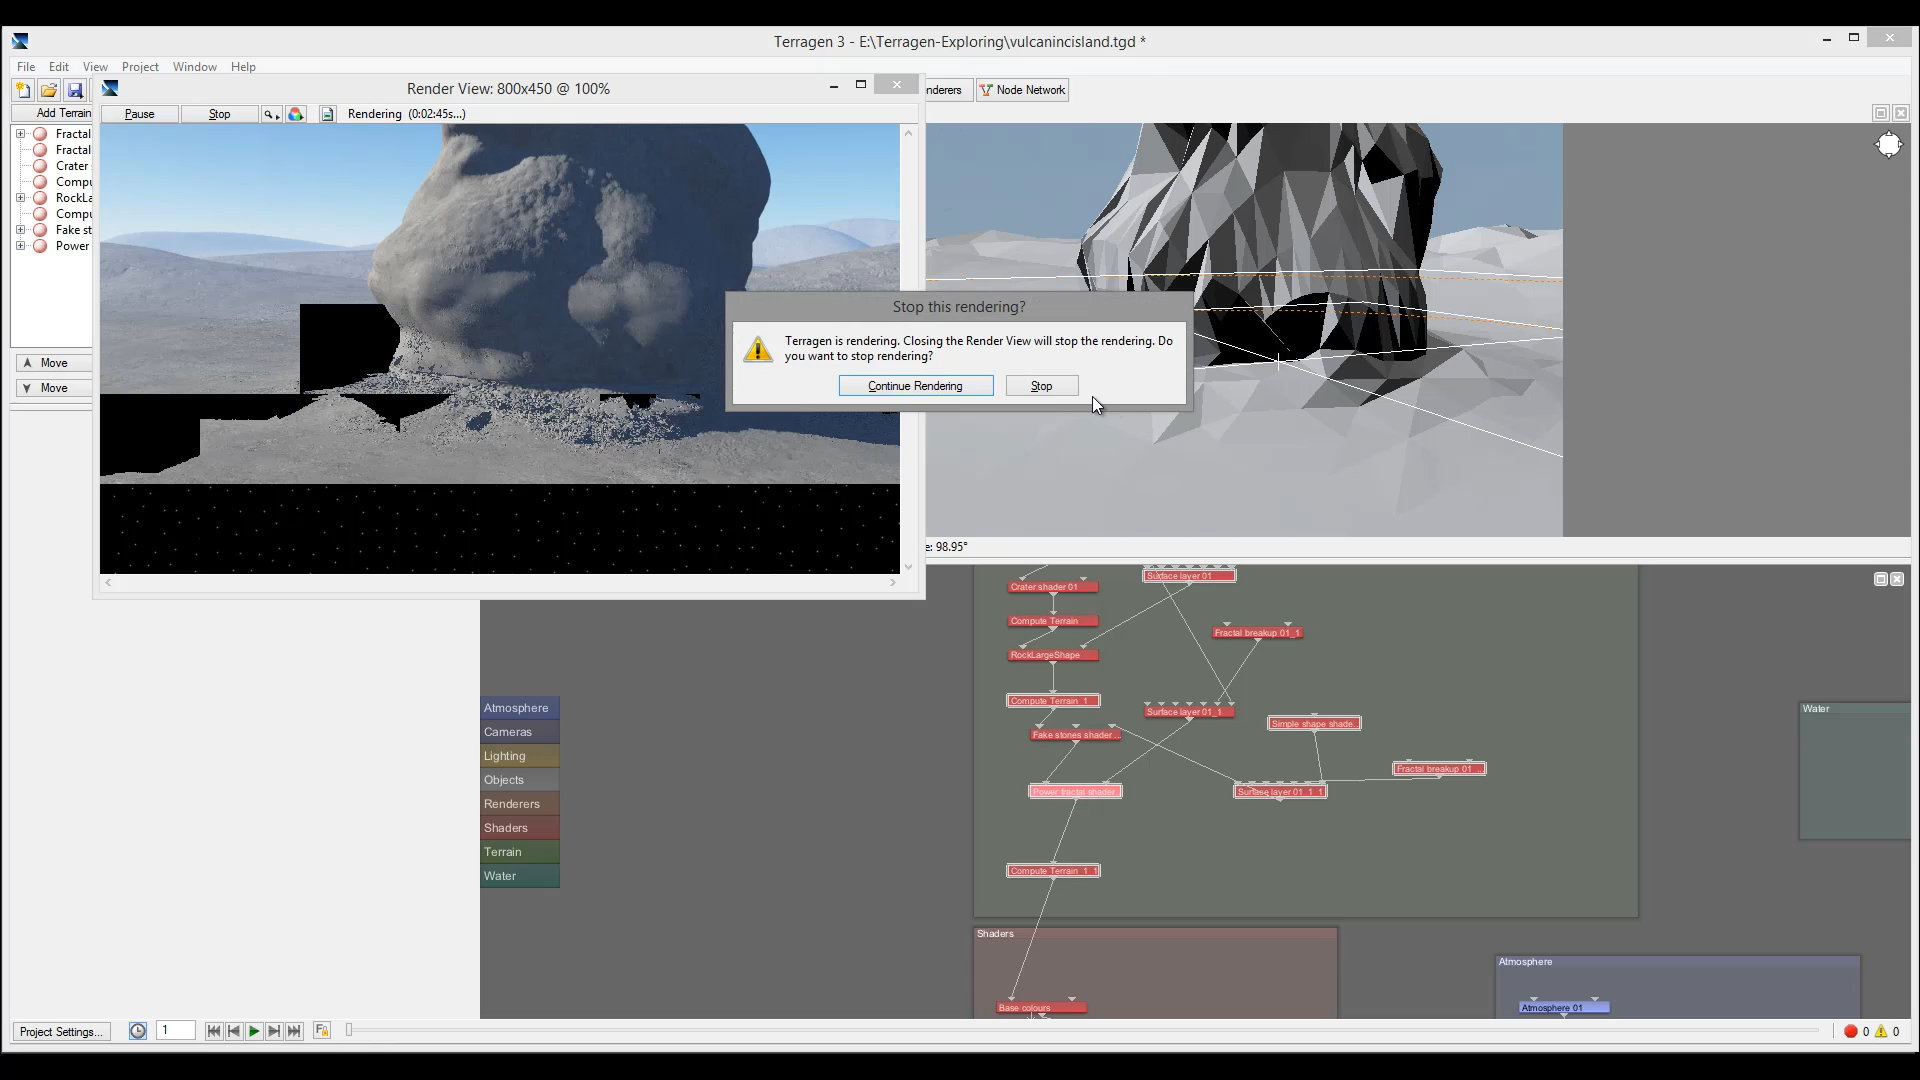 Terragen 3 - E:\Terragen-Exploring\vulcanincisland.tgd *
File Edit View Project Window Help
Render View: 800x450 @ 100%
Pause Stop Rendering (0:02:45s...)
nderers Node Network
Add Terrain
Fractal
Fractal
Crater
Compu
RockLa
Compu
Fake st
Power
Move
Move
Stop this rendering?
Terragen is rendering. Closing the Render View will stop the rendering. Do
you want to stop rendering?
Continue Rendering Stop
e: 98.95°
Surface layer 01
Crater shader 01
Compute Terrain
Fractal breakup 01_1
RockLargeShape
Compute Terrain_1
Surface layer 01_1
Simple shape shade...
Fake stones shader ...
Fractal breakup 01_...
Power fractal shader...
Surface layer 01_1_1
Compute Terrain_1_1
Water
Atmosphere
Cameras
Lighting
Objects
Renderers
Shaders
Terrain
Water
Shaders
Base colours
Atmosphere
Atmosphere 01
Project Settings... 1 F 0 0